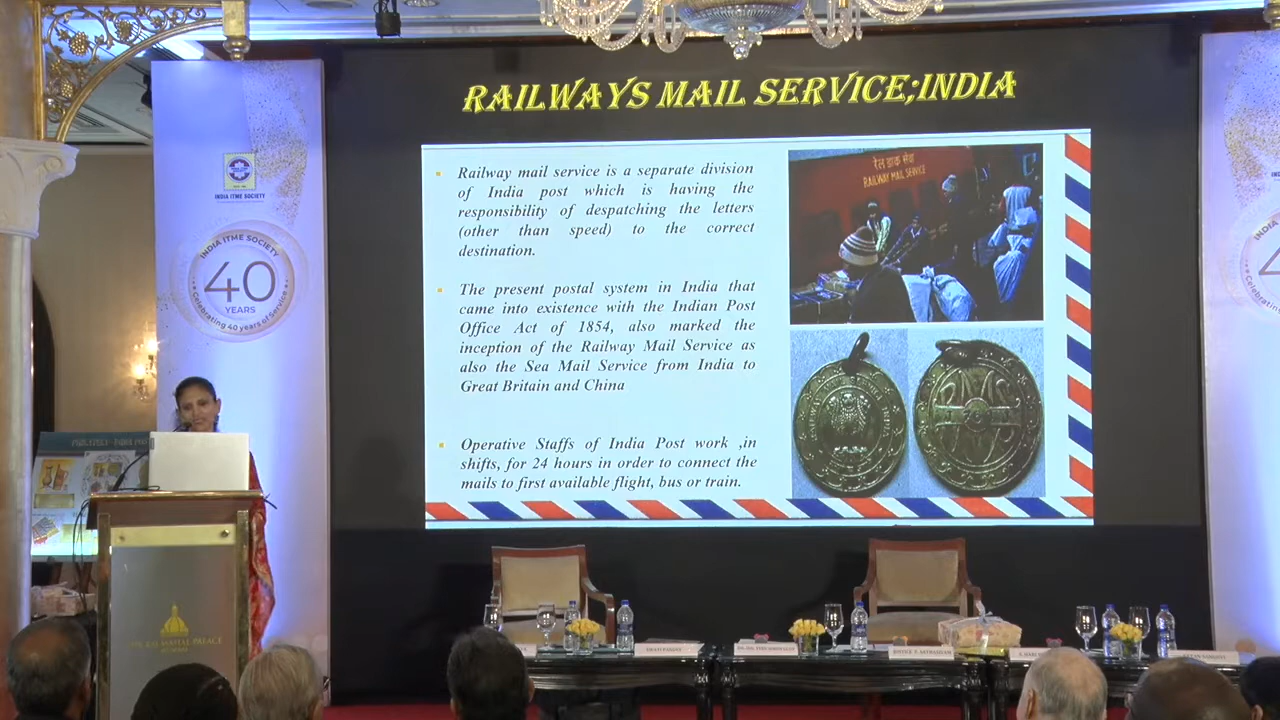 RAILWAYS MAIL SERVICE;INDIA
Railway mail service is a separate division
of India post which is having the
responsibility of despatching the letters
(other than speed) to the correct
destination.
The present postal system in India that
came into existence with the Indian Post
Office Act of 1854, also marked the
inception of the Railway Mail Service as
also the Sea Mail Service from India to
Great Britain and China
Operative Staffs of India Post work ,in
shifts, for 24 hours in order to connect the
mails to first available flight, bus or train.
रेल डाक सेवा
RAILWAY MAIL SERVICE
INDIA ITME SOCIETY
INDIA ITME SOCIETY
40
YEARS
Celebrating 40 years of service
THE TAJ MAHAL PALACE